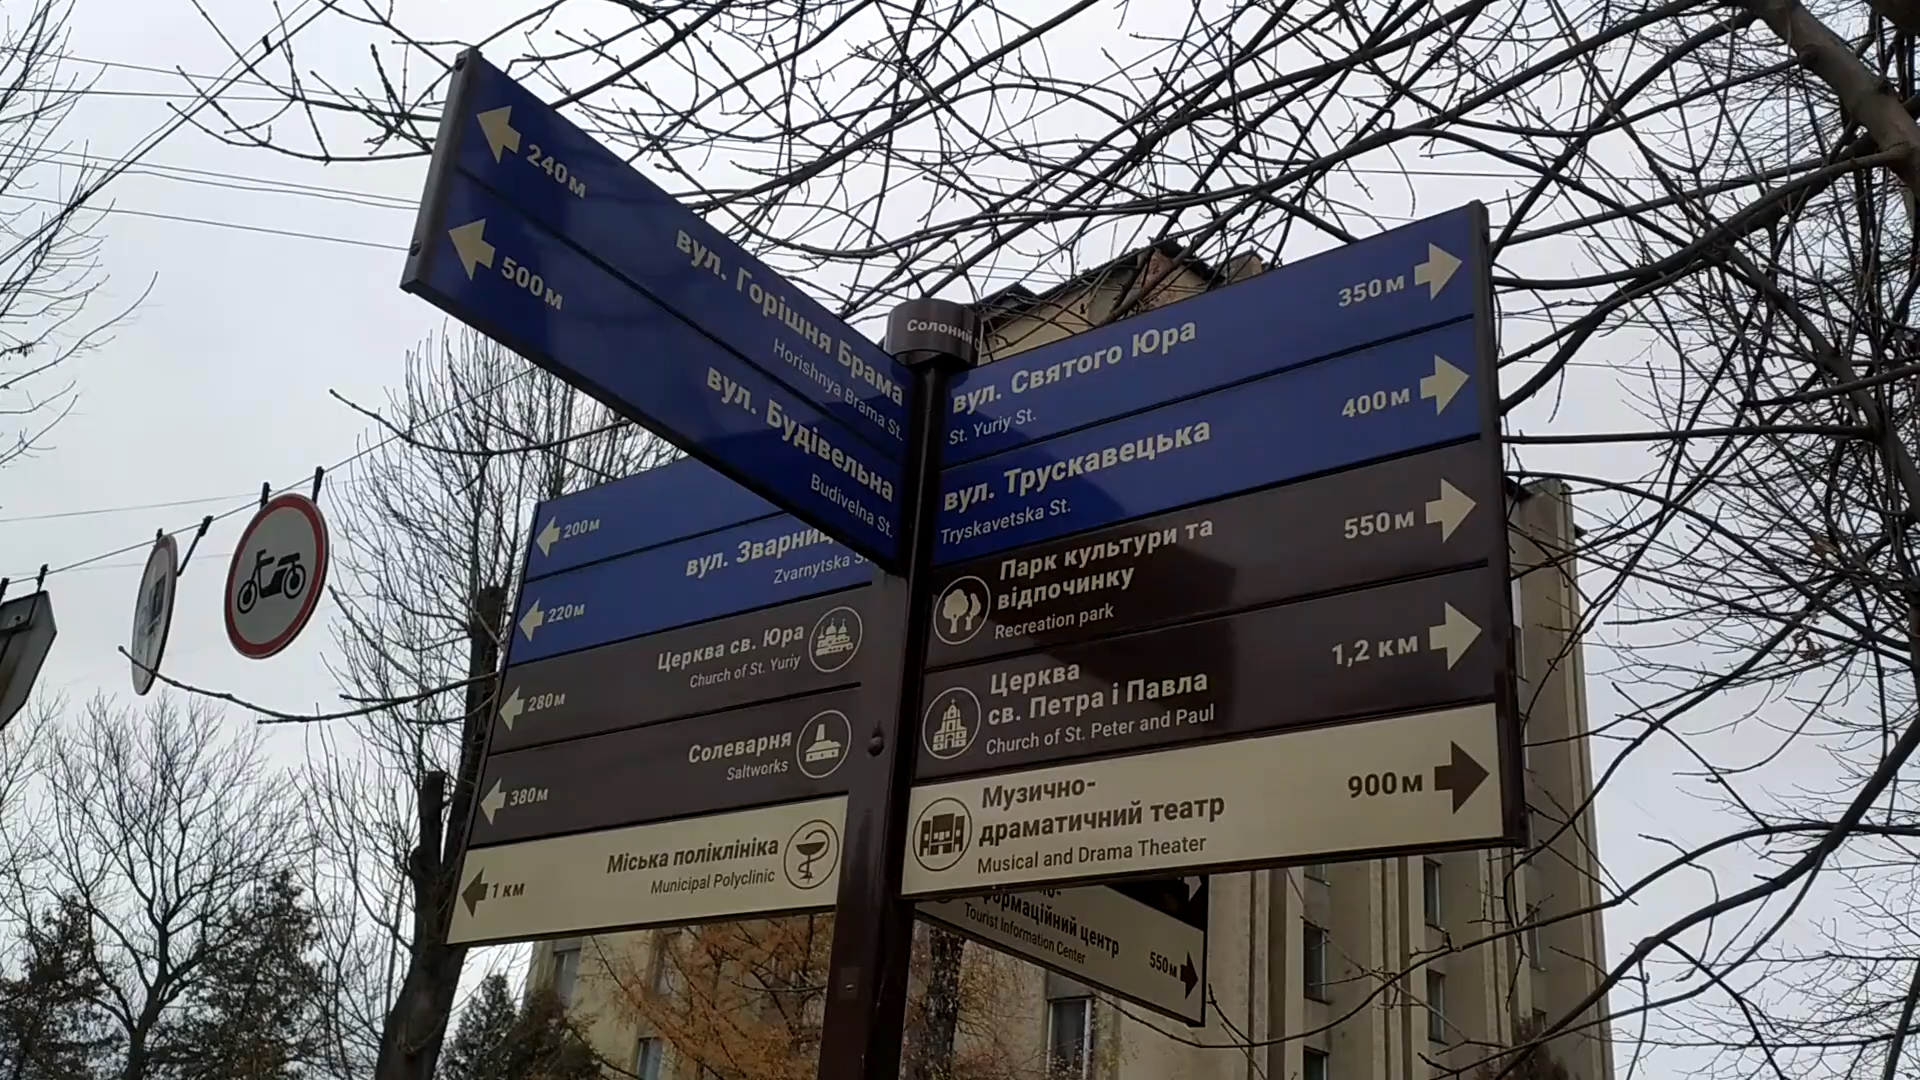 240м
вул. Горішня Брама
Horishnya Brama St.
500м
вул. Будівельна
Budivelna St.
Солоний
вул. Святого Юра
St. Yuriy St.
350м
вул. Трускавецька
Tryskavetska St.
400м
Парк культури та
відпочинку
Recreation park
550м
Церква
св. Петра і Павла
Church of St. Peter and Paul
1,2 км
Музично-
драматичний театр
Musical and Drama Theater
900м
200м
220м
вул.
Zvarnytska
280м
Церква св. Юра
Church of St. Yuriy
380м
Солеварня
Saltworks
1 км
Міська поліклініка
Municipal Polyclinic
центр
Tourist Information Center
550м